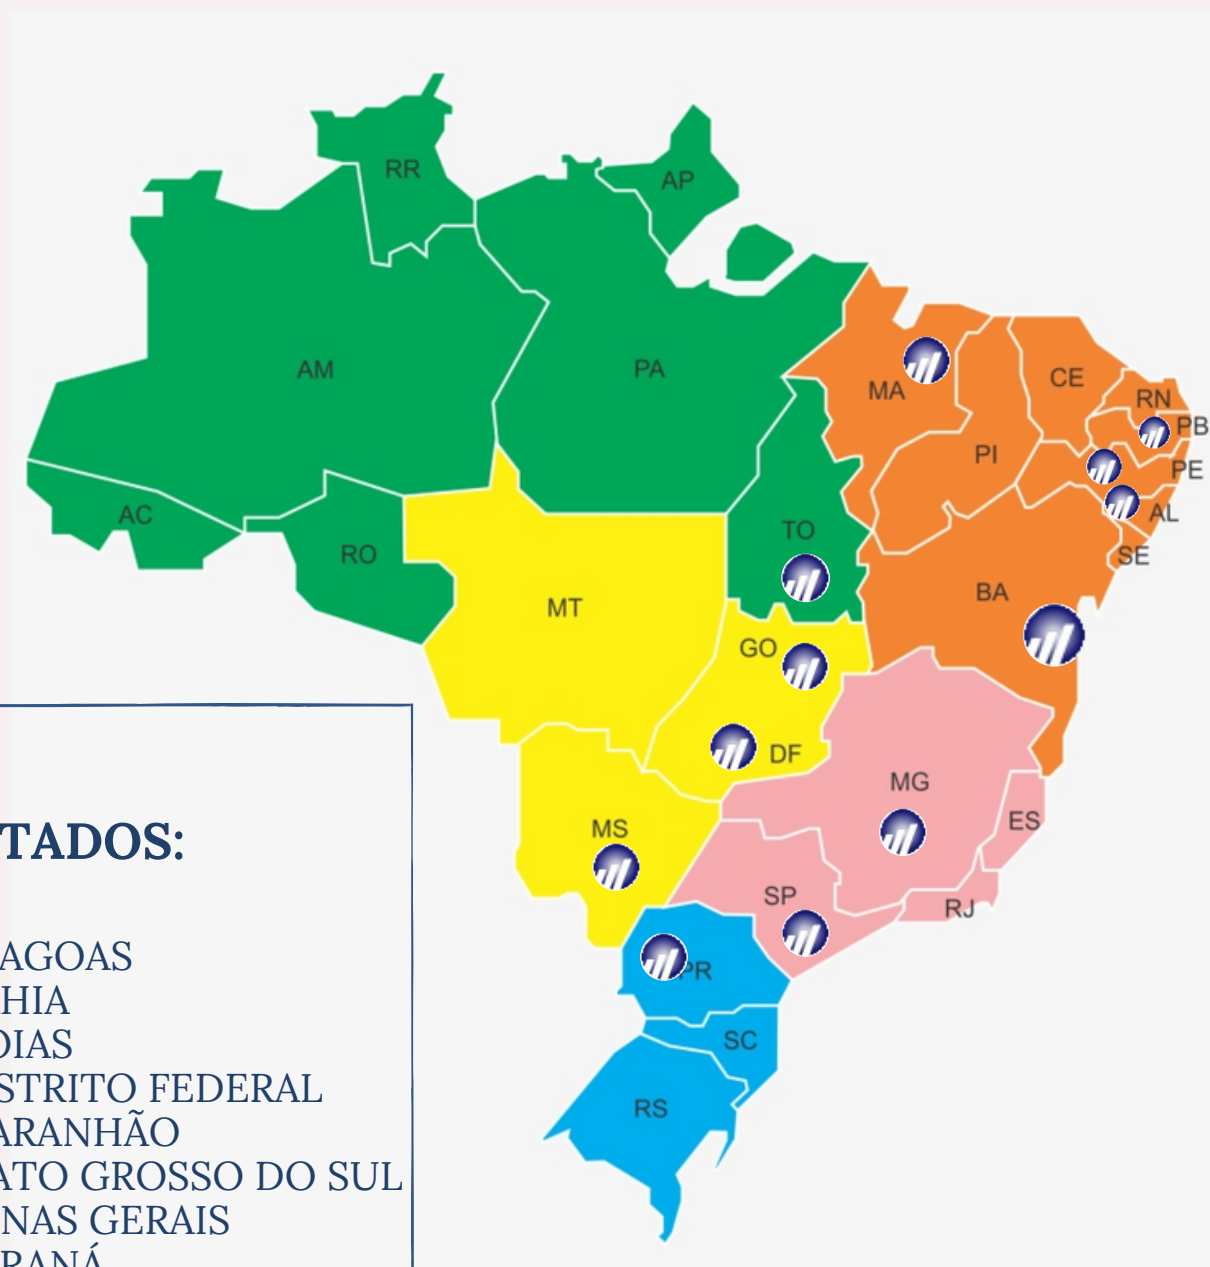 RR
AP
AM
PA
MA
CE
RN
PB
PI
PE
AC
AL
TO
RO
SE
BA
MT
GO
DF
MG
MS
ES
SP
RJ
PR
SC
RS
TADOS:
AGOAS
HIA
OIAS
STRITO FEDERAL
ARANHÃO
ATO GROSSO DO SUL
NAS GERAIS
RANÁ